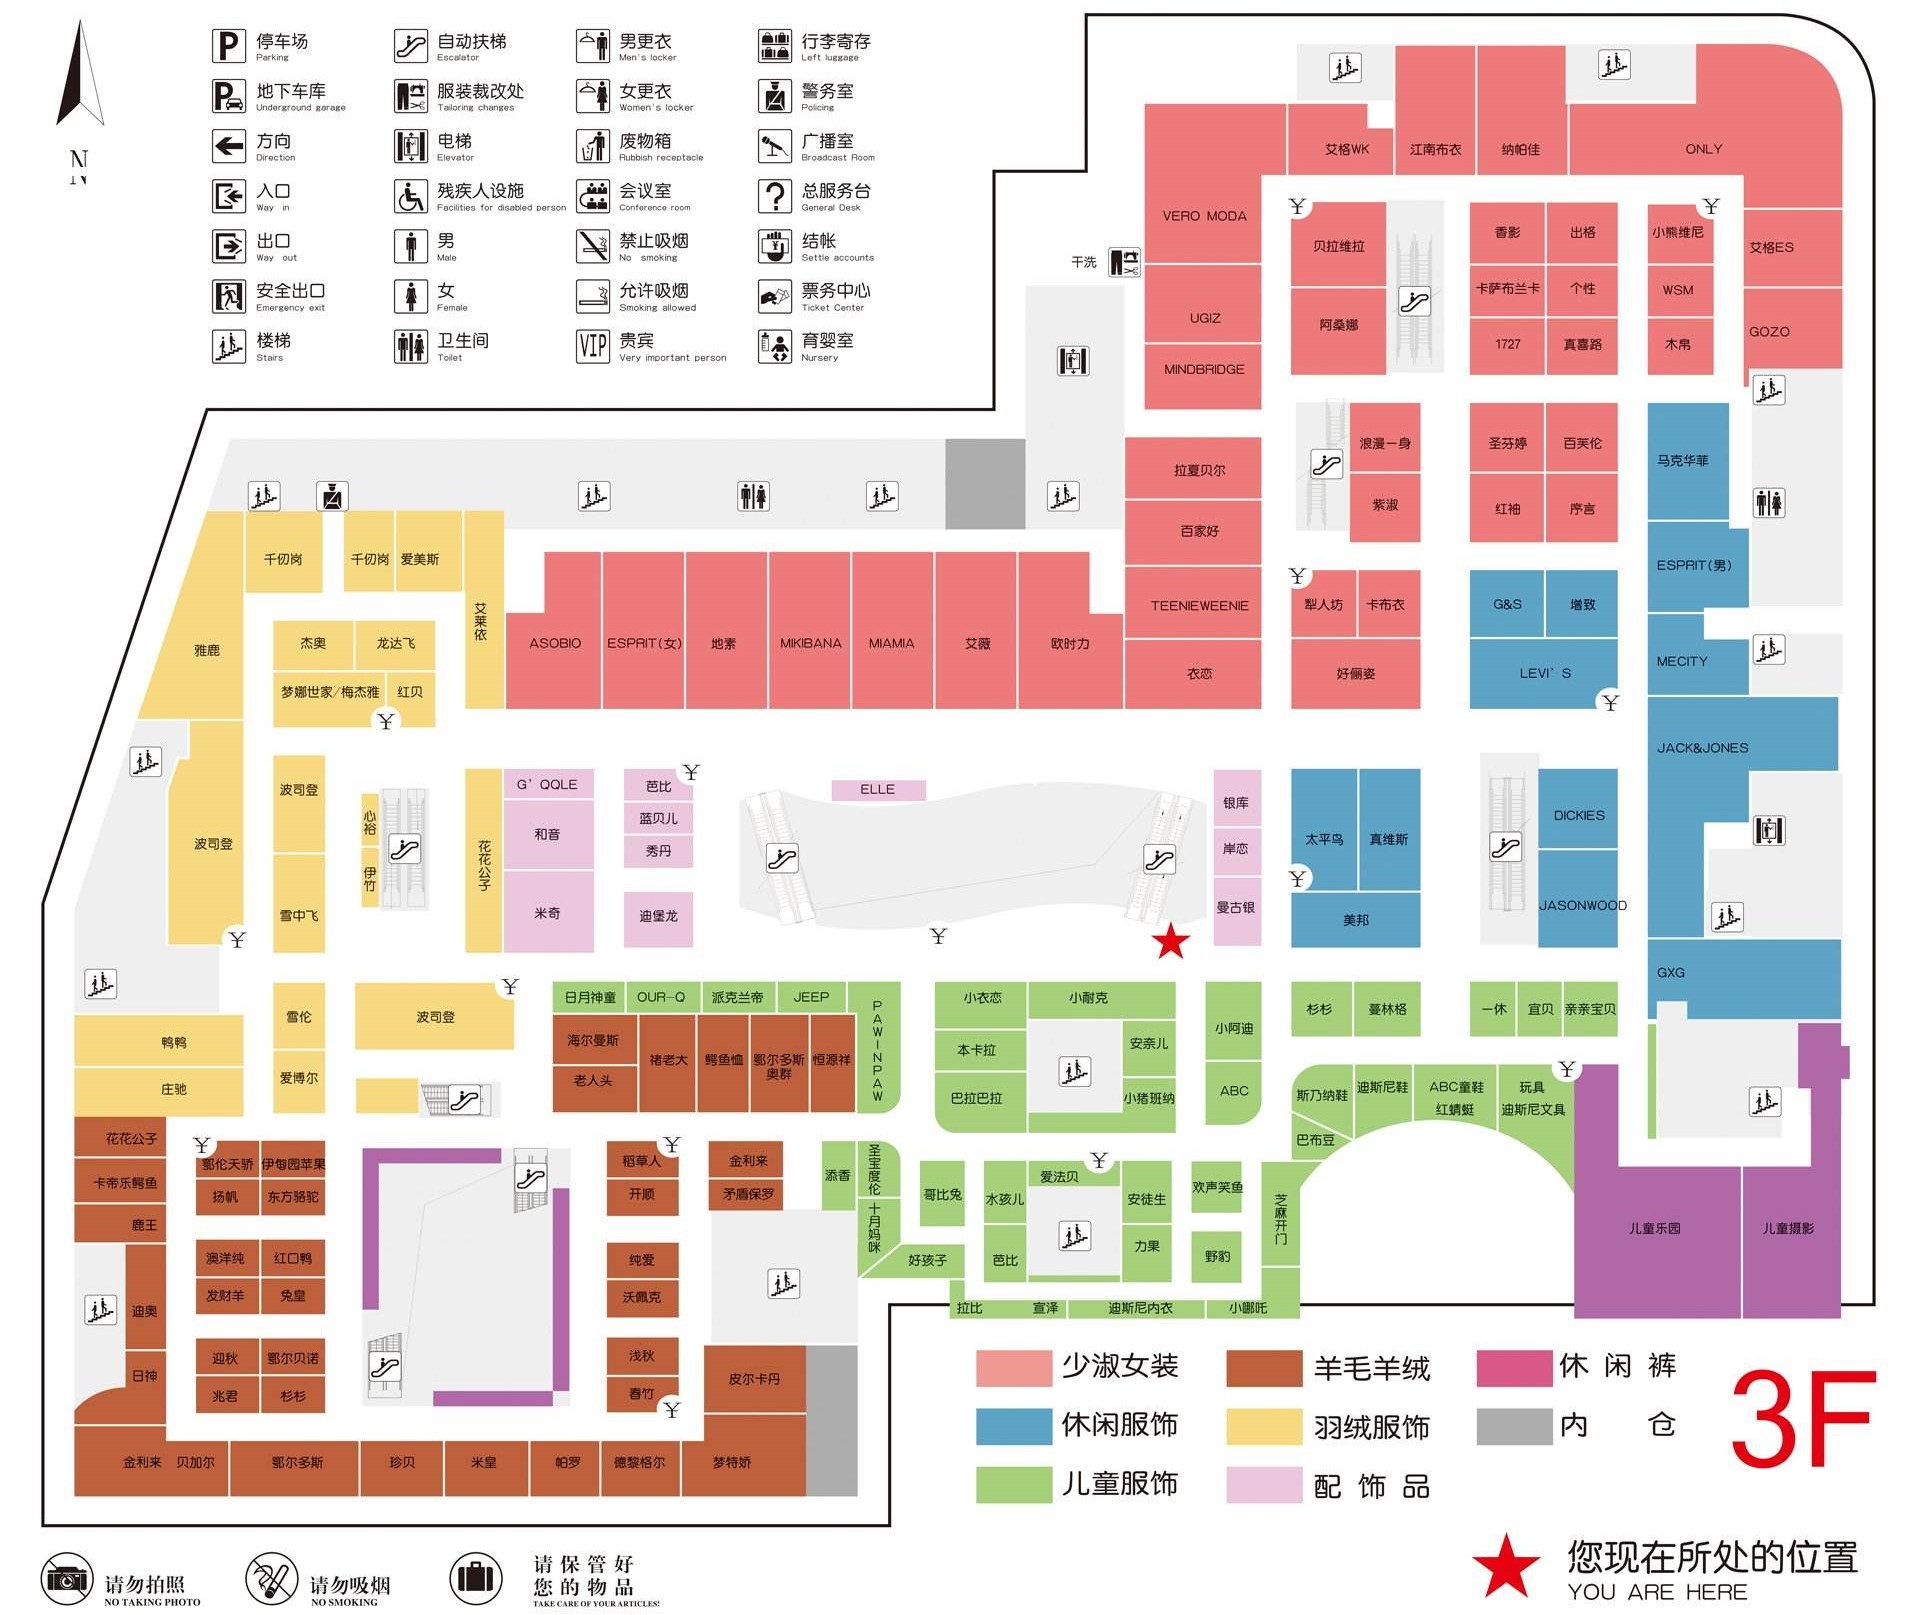 N
P 停车场
Parking
自动扶梯
Escalator
男更衣
Men's locker
行李寄存
Left luggage
P 地下车库
Underground garage
服装裁改处
Tailoring changes
女更衣
Women's locker
警务室
Policing
方向
Direction
电梯
Elevator
废物箱
Rubbish receptacle
广播室
Broadcast Room
入口
Way in
残疾人设施
Facilities for disabled person
会议室
Conference room
? 总服务台
General Desk
出口
Way out
男
Male
禁止吸烟
No smoking
结帐
Settle accounts
安全出口
Emergency exit
女
Female
允许吸烟
Smoking allowed
票务中心
Ticket Center
楼梯
Stairs
卫生间
Toilet
VIP 贵宾
Very important person
育婴室
Nursery
艾格WK
江南布衣
纳帕佳
ONLY
VERO MODA
贝拉维拉
香影
出格
小熊维尼
艾格ES
干洗
卡萨布兰卡
个性
WSM
UGIZ
阿桑娜
1727
真喜路
木帛
GOZO
MINDBRIDGE
拉夏贝尔
浪漫一身
圣芬婷
百芙伦
马克华菲
百家好
紫淑
红袖
序言
千仞岗
千仞岗
爱美斯
艾莱依
ESPRIT(男)
TEENIEWEENIE
犁人坊
卡布衣
G&S
增致
雅鹿
杰奥
龙达飞
ASOBIO
ESPRIT(女)
地素
MIKIBANA
MIAMIA
艾薇
欧时力
衣恋
好俪姿
LEVI'S
MECITY
梦娜世家/梅杰雅
红贝
JACK&JONES
波司登
波司登
心裕
伊竹
花花公子
G'QQLE
芭比
ELLE
银库
和音
蓝贝儿
秀丹
岸恋
太平鸟
真维斯
DICKIES
雪中飞
米奇
迪堡龙
曼古银
美邦
JASONWOOD
GXG
鸭鸭
雪伦
波司登
日月神童
OUR-Q
派克兰帝
JEEP
PAWINPAW
小衣恋
小耐克
小阿迪
杉杉
蔓林格
一休
宜贝
亲亲宝贝
庄驰
爱博尔
海尔曼斯
老人头
褚老大
鳄鱼恤
鄂尔多斯
奥群
恒源祥
本卡拉
安奈儿
巴拉巴拉
小猪班纳
ABC
斯乃纳鞋
迪斯尼鞋
ABC童鞋
红蜻蜓
玩具
迪斯尼文具
巴布豆
花花公子
鄂伦天骄
伊甸园苹果
稻草人
金利来
添香
圣宝度伦
爱法贝
卡帝乐鳄鱼
扬帆
东方骆驼
开顺
矛盾保罗
十月妈咪
哥比兔
水孩儿
安徒生
欢声笑鱼
芝麻开门
鹿王
儿童乐园
儿童摄影
澳洋纯
红口鸭
纯爱
好孩子
芭比
力果
野豹
迪奥
发财羊
兔皇
沃佩克
拉比
宣泽
迪斯尼内衣
小哪吒
日神
迎秋
鄂尔贝诺
浅秋
皮尔卡丹
兆君
杉杉
春竹
金利来
贝加尔
鄂尔多斯
珍贝
米皇
帕罗
德黎格尔
梦特娇
少淑女装
羊毛羊绒
休闲裤
休闲服饰
羽绒服饰
内仓
儿童服饰
配饰品
3F
请勿拍照
NO TAKING PHOTO
请勿吸烟
NO SMOKING
请保管好
您的物品
TAKE CARE OF YOUR ARTICLES!
您现在所处的位置
YOU ARE HERE